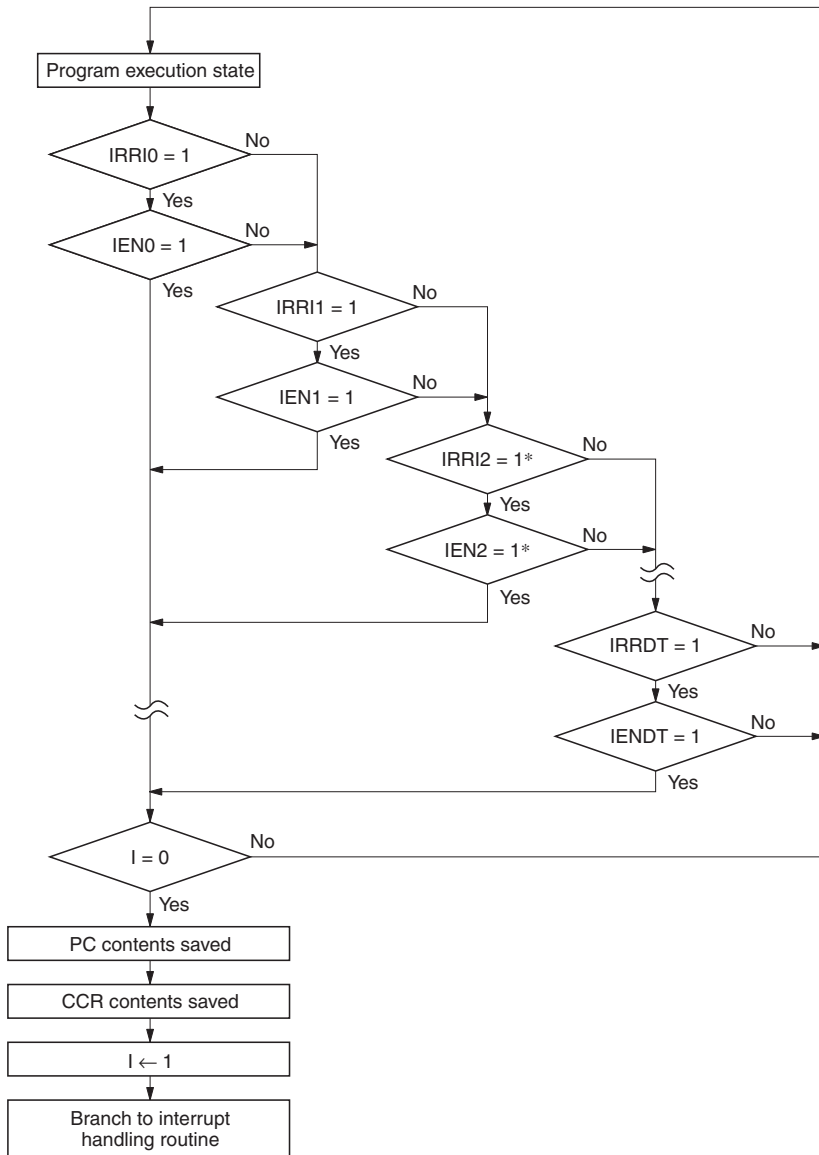 Program execution state
IRRI0 = 1
No
Yes
IEN0 = 1
No
Yes
IRRI1 = 1
No
Yes
IEN1 = 1
No
Yes
IRRI2 = 1*
No
Yes
IEN2 = 1*
No
Yes
IRRDT = 1
No
Yes
IENDT = 1
No
Yes
I = 0
No
Yes
PC contents saved
CCR contents saved
I ← 1
Branch to interrupt
handling routine